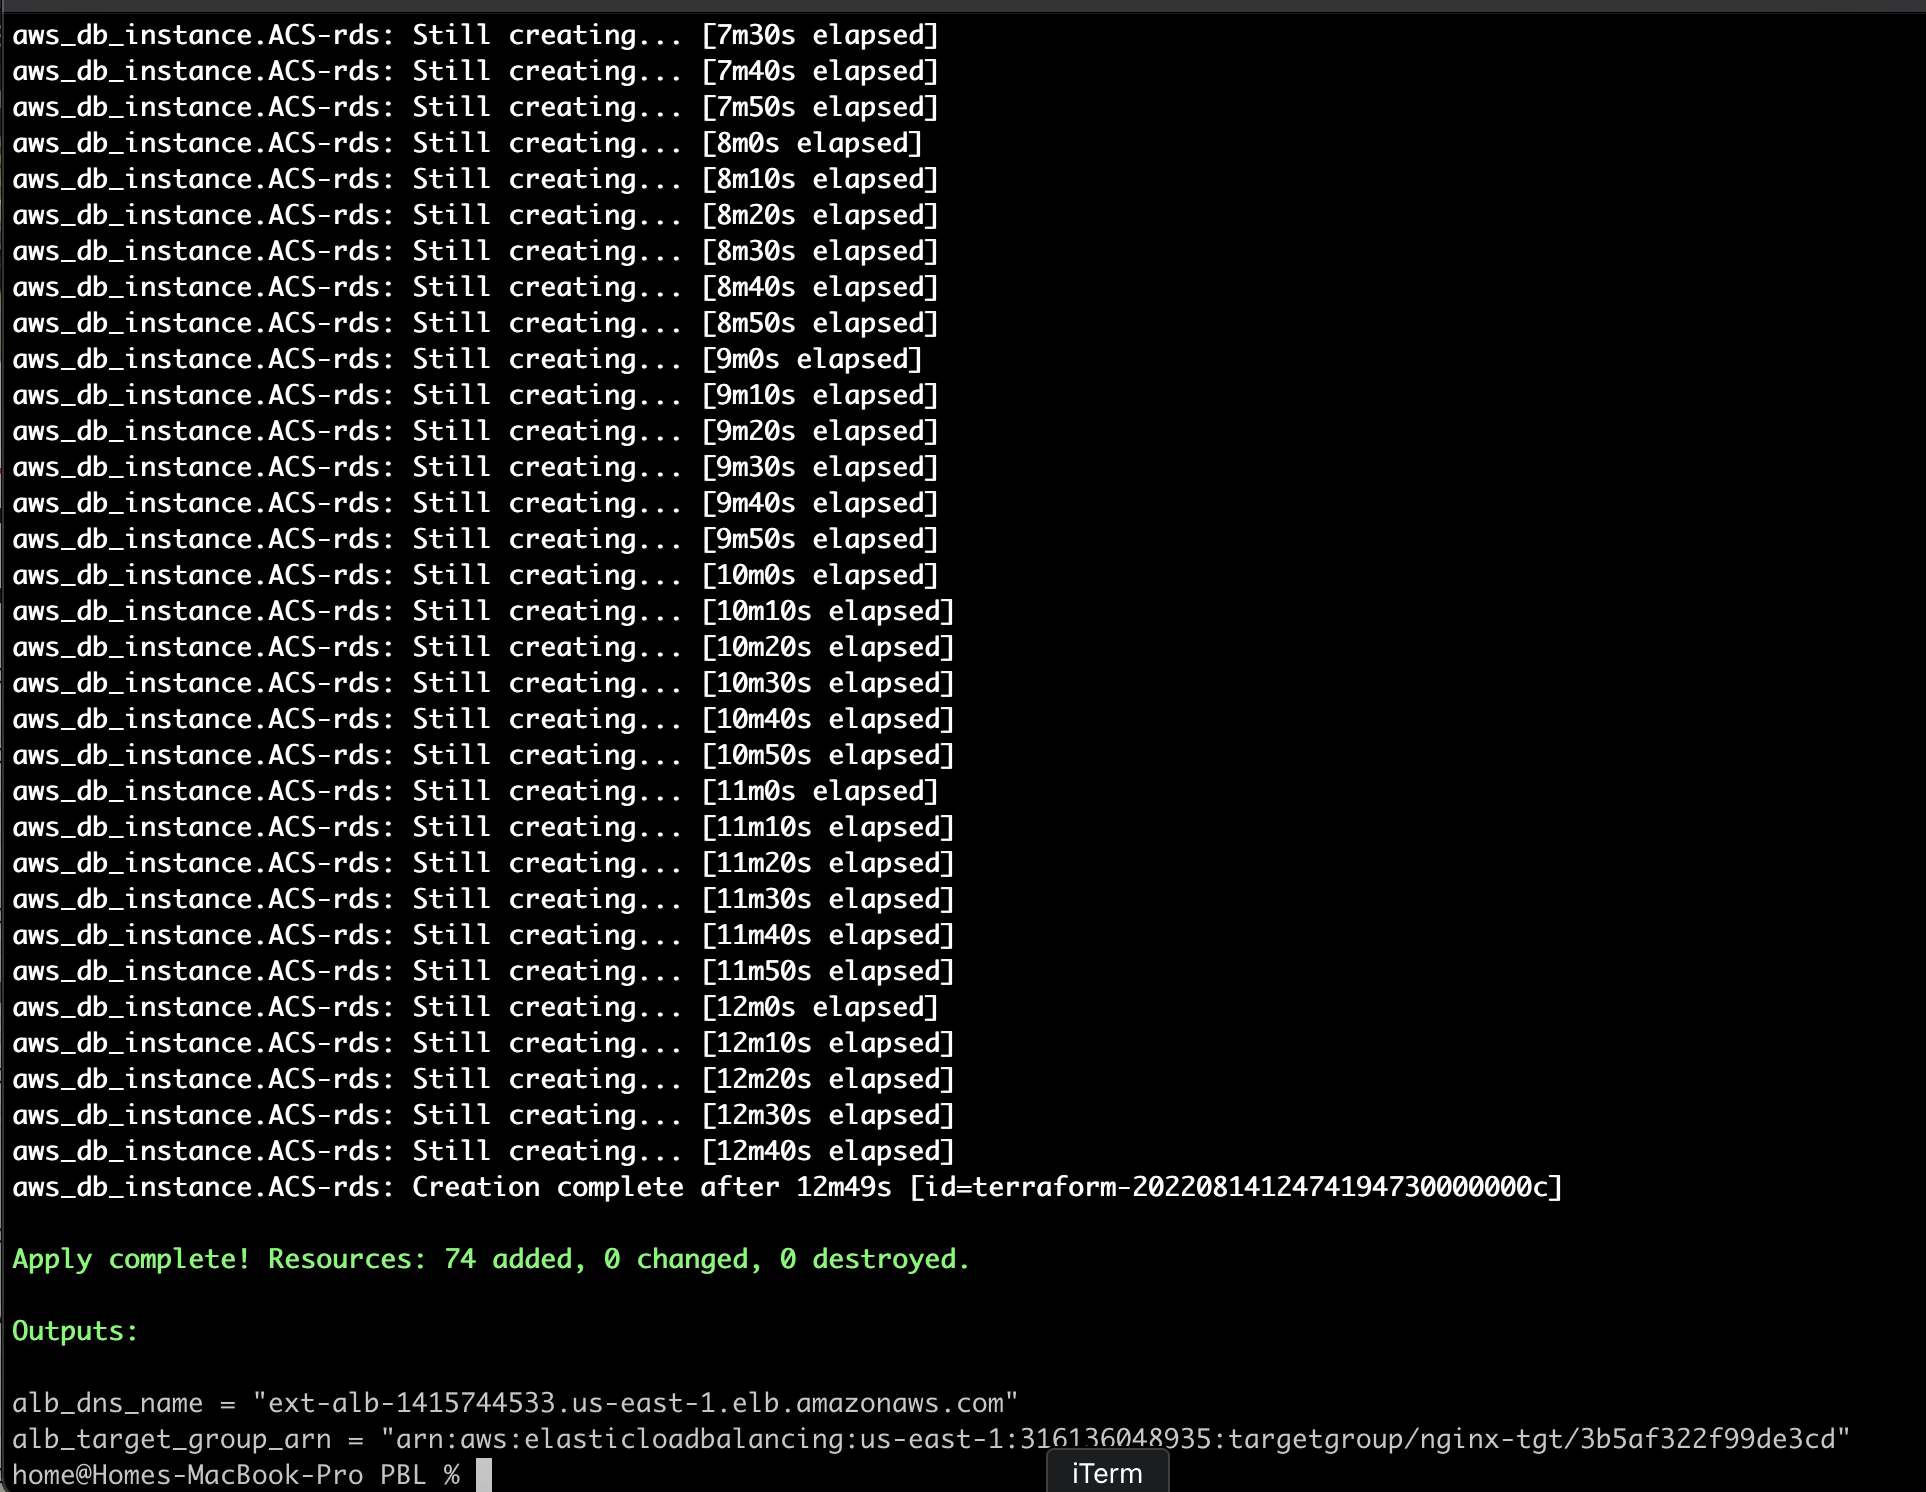 aws_db_instance.ACS-rds: Still creating... [7m30s elapsed]
aws_db_instance.ACS-rds: Still creating... [7m40s elapsed]
aws_db_instance.ACS-rds: Still creating... [7m50s elapsed]
aws_db_instance.ACS-rds: Still creating... [8m0s elapsed]
aws_db_instance.ACS-rds: Still creating... [8m10s elapsed]
aws_db_instance.ACS-rds: Still creating... [8m20s elapsed]
aws_db_instance.ACS-rds: Still creating... [8m30s elapsed]
aws_db_instance.ACS-rds: Still creating... [8m40s elapsed]
aws_db_instance.ACS-rds: Still creating... [8m50s elapsed]
aws_db_instance.ACS-rds: Still creating... [9m0s elapsed]
aws_db_instance.ACS-rds: Still creating... [9m10s elapsed]
aws_db_instance.ACS-rds: Still creating... [9m20s elapsed]
aws_db_instance.ACS-rds: Still creating... [9m30s elapsed]
aws_db_instance.ACS-rds: Still creating... [9m40s elapsed]
aws_db_instance.ACS-rds: Still creating... [9m50s elapsed]
aws_db_instance.ACS-rds: Still creating... [10m0s elapsed]
aws_db_instance.ACS-rds: Still creating... [10m10s elapsed]
aws_db_instance.ACS-rds: Still creating... [10m20s elapsed]
aws_db_instance.ACS-rds: Still creating... [10m30s elapsed]
aws_db_instance.ACS-rds: Still creating... [10m40s elapsed]
aws_db_instance.ACS-rds: Still creating... [10m50s elapsed]
aws_db_instance.ACS-rds: Still creating... [11m0s elapsed]
aws_db_instance.ACS-rds: Still creating... [11m10s elapsed]
aws_db_instance.ACS-rds: Still creating... [11m20s elapsed]
aws_db_instance.ACS-rds: Still creating... [11m30s elapsed]
aws_db_instance.ACS-rds: Still creating... [11m40s elapsed]
aws_db_instance.ACS-rds: Still creating... [11m50s elapsed]
aws_db_instance.ACS-rds: Still creating... [12m0s elapsed]
aws_db_instance.ACS-rds: Still creating... [12m10s elapsed]
aws_db_instance.ACS-rds: Still creating... [12m20s elapsed]
aws_db_instance.ACS-rds: Still creating... [12m30s elapsed]
aws_db_instance.ACS-rds: Still creating... [12m40s elapsed]
aws_db_instance.ACS-rds: Creation complete after 12m49s [id=terraform-20220814124741947300000000c]
Apply complete! Resources: 74 added, 0 changed, 0 destroyed.
Outputs:
alb_dns_name = "ext-alb-1415744533.us-east-1.elb.amazonaws.com"
alb_target_group_arn = "arn:aws:elasticloadbalancing:us-east-1:316136048935:targetgroup/nginx-tgt/3b5af322f99de3cd"
home@Homes-MacBook-Pro PBL %
iTerm